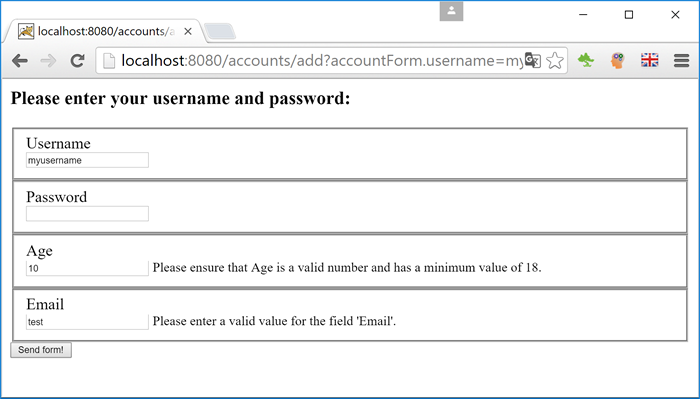 localhost:8080/accounts/a
localhost:8080/accounts/add?accountForm.username=my
Please enter your username and password:
Username
myusername
Password
Age
10 Please ensure that Age is a valid number and has a minimum value of 18.
Email
test Please enter a valid value for the field 'Email'.
Send form!